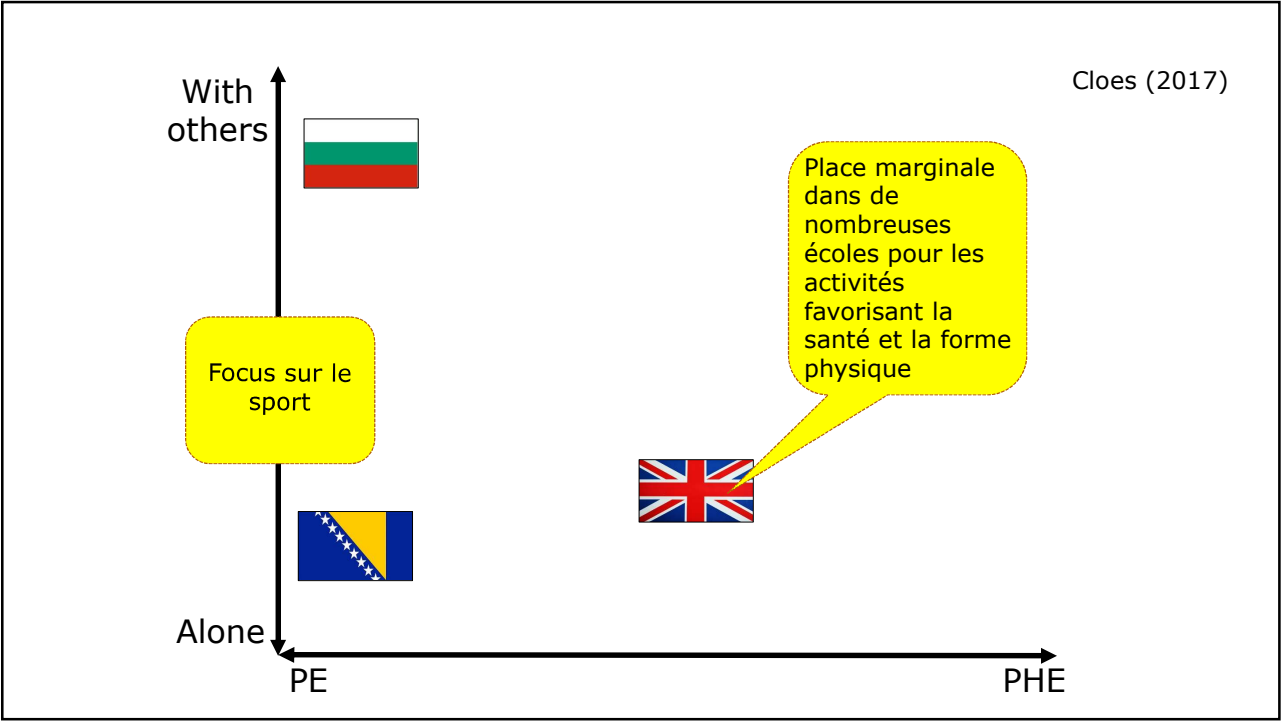 With
others
Cloes (2017)
Place marginale
dans de
nombreuses
écoles pour les
activités
favorisant la
santé et la forme
physique
Focus sur le
sport
Alone
PE
PHE